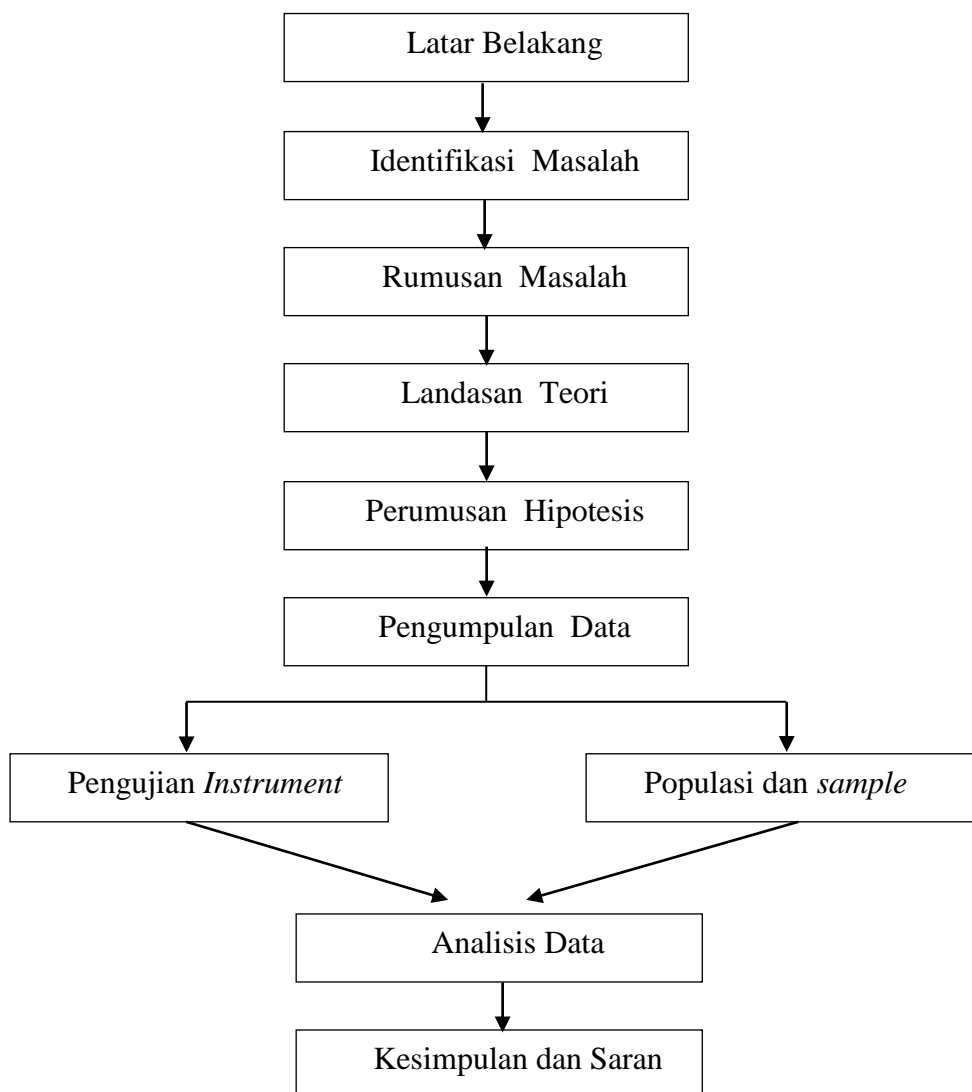 Latar Belakang
Identifikasi Masalah
Rumusan Masalah
Landasan Teori
Perumusan Hipotesis
Pengumpulan Data
Pengujian Instrument
Populasi dan sample
Analisis Data
Kesimpulan dan Saran